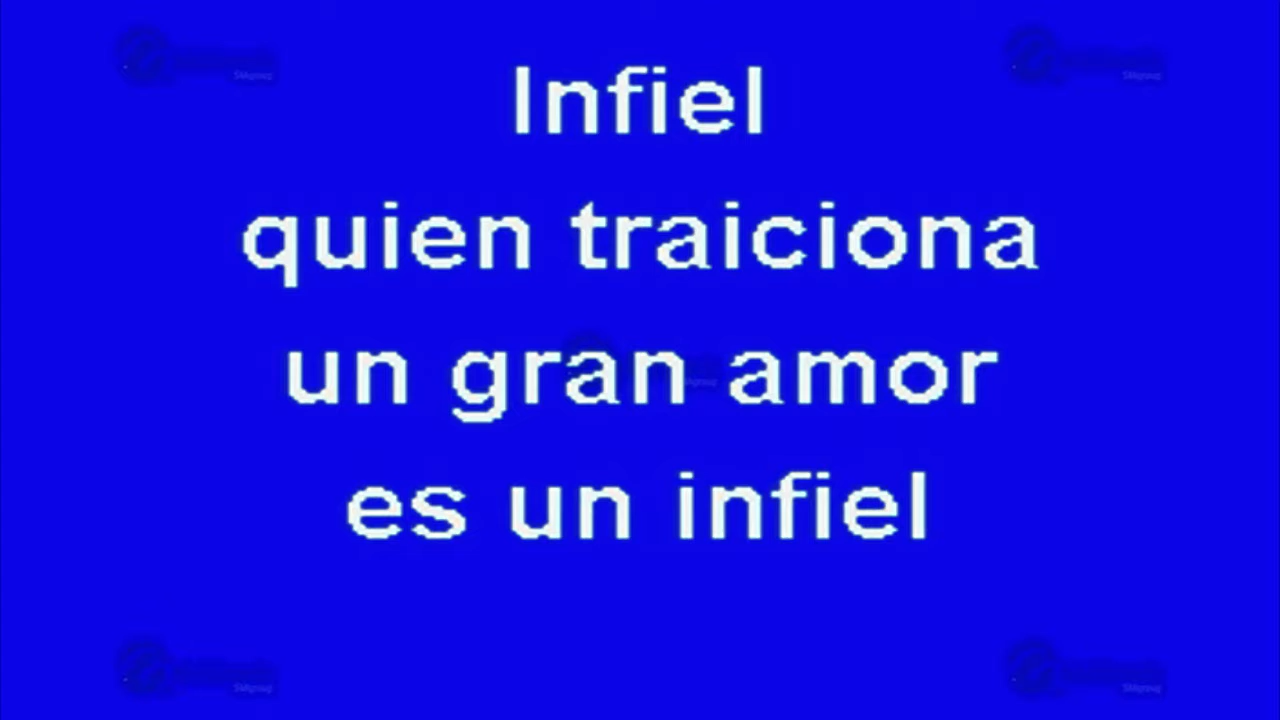 Infiel
quien traiciona
un gran amor
es un infiel